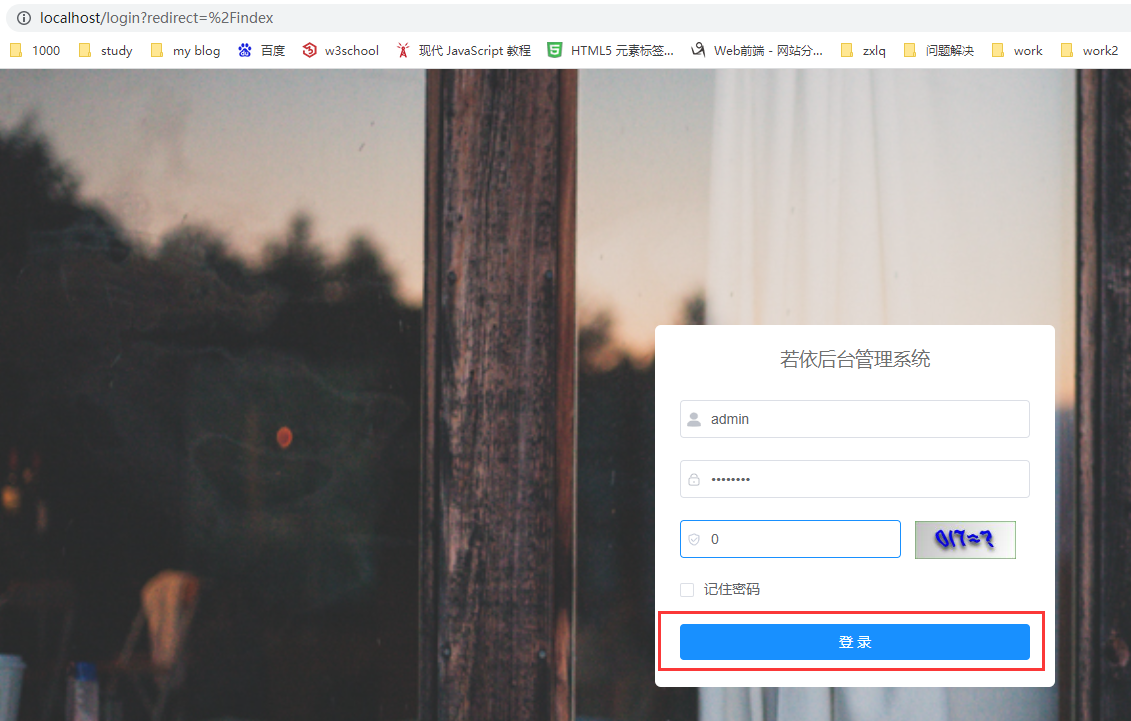 localhost/login?redirect=%2Findex
1000 study my blog 百度 w3school 现代 JavaScript 教程 HTML5 元素标签... Web前端 - 网站分... zxlq 问题解决 work work2
若依后台管理系统
admin
••••••••
0
0/7=?
记住密码
登 录